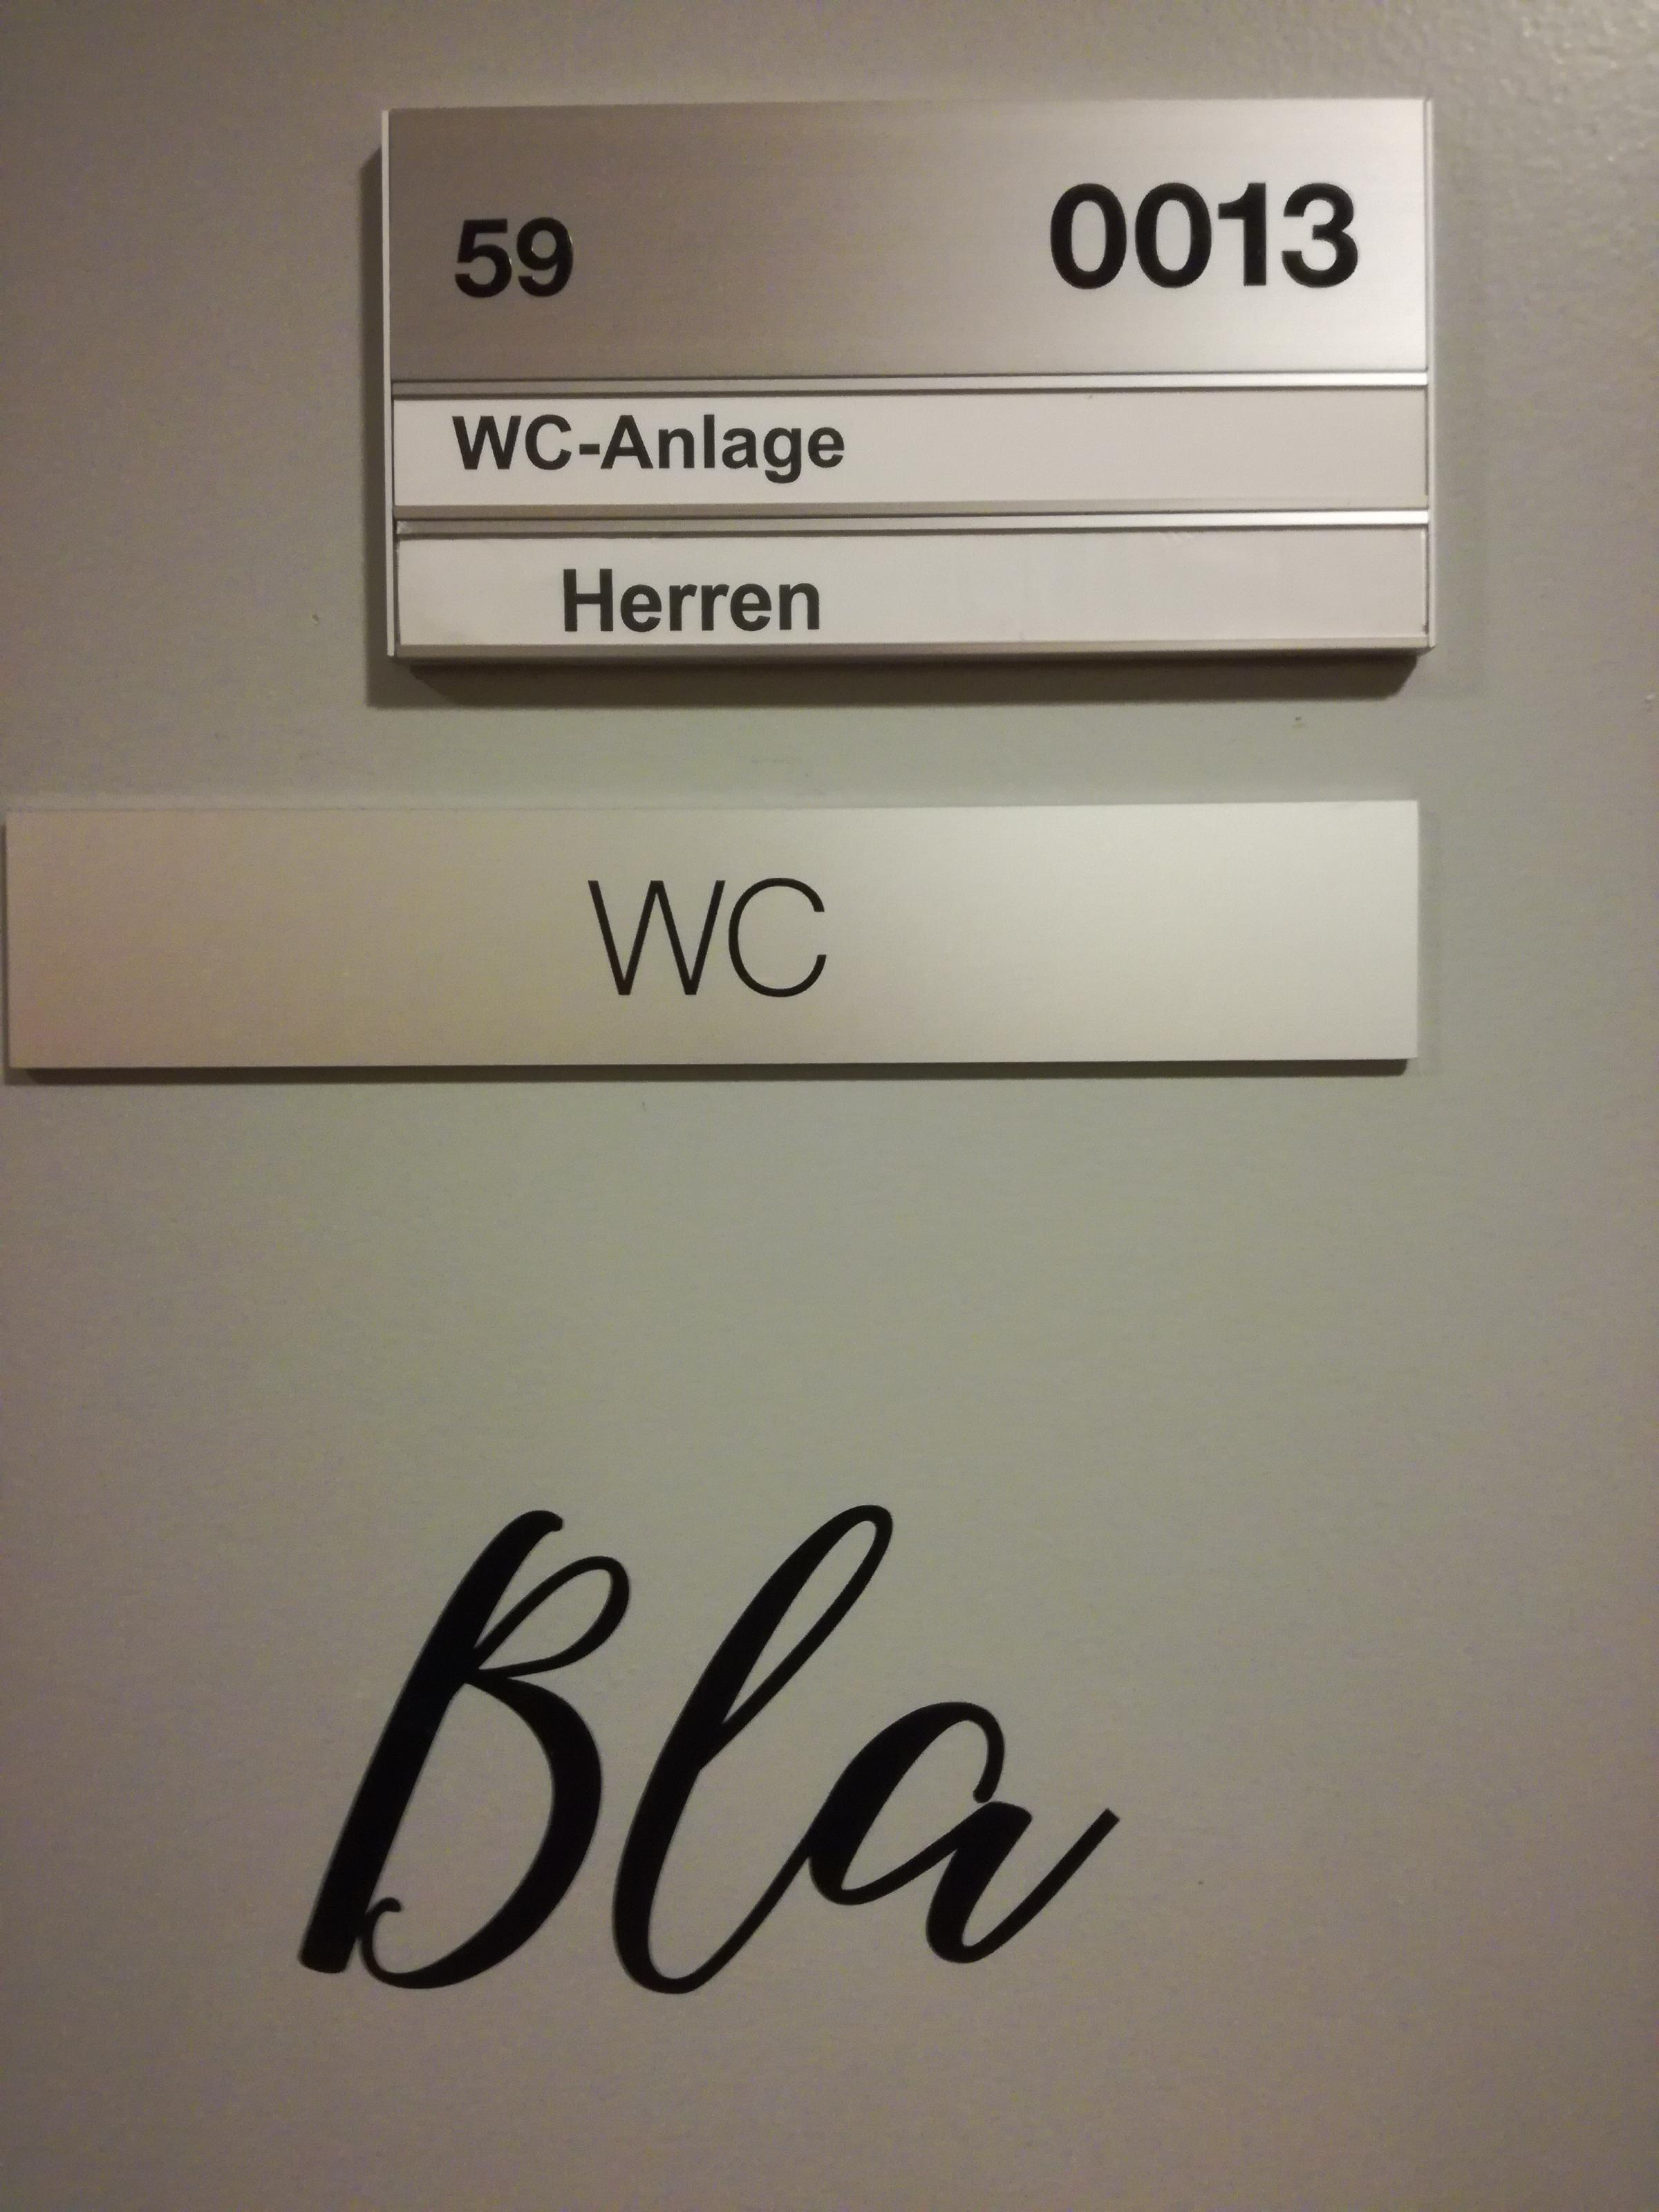 59 0013
WC-Anlage
Herren
WC
Bla